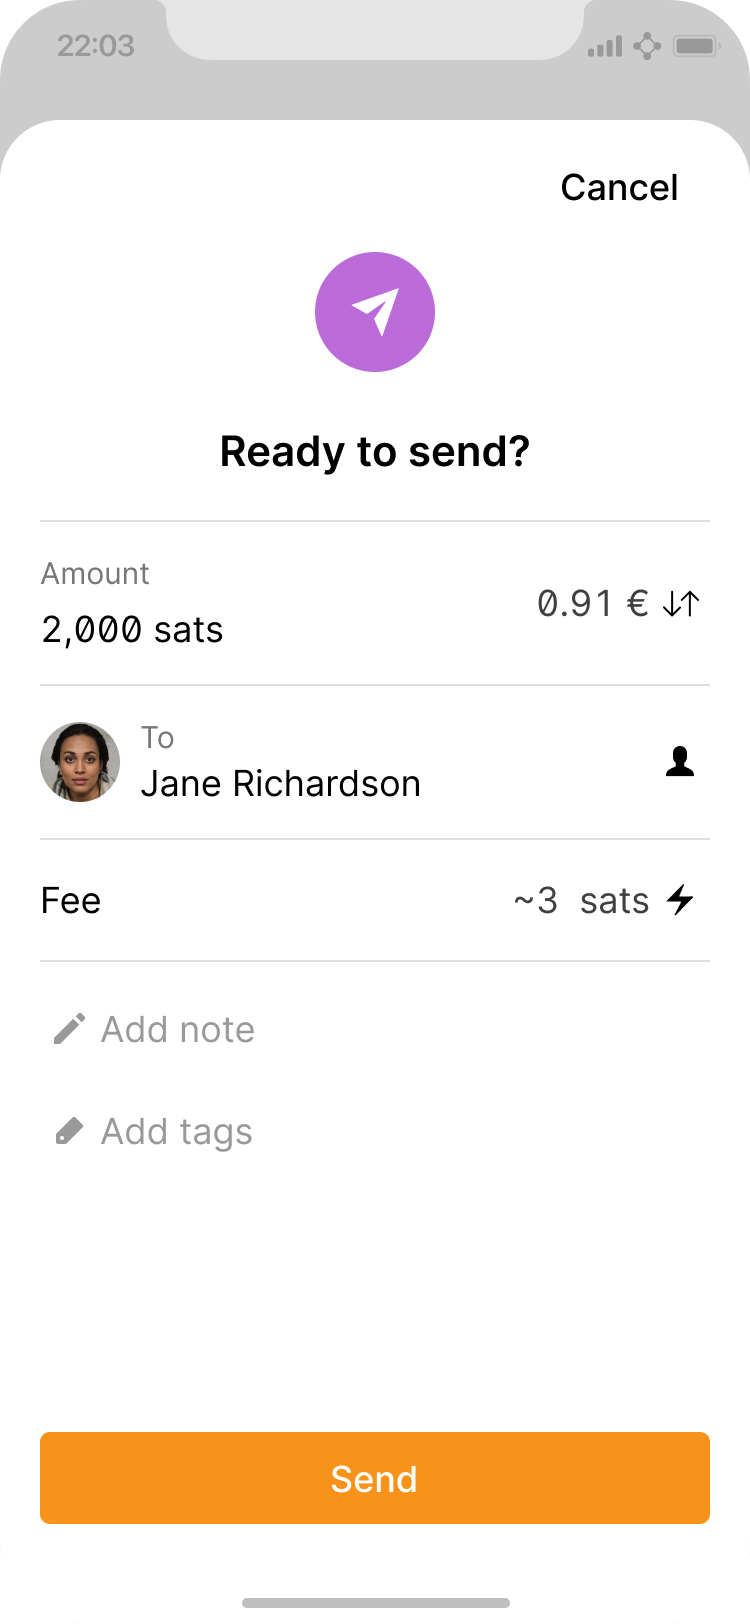 22:03
Cancel
Ready to send?
Amount
2,000 sats
0.91 €
To
Jane Richardson
Fee
~3 sats
Add note
Add tags
Send